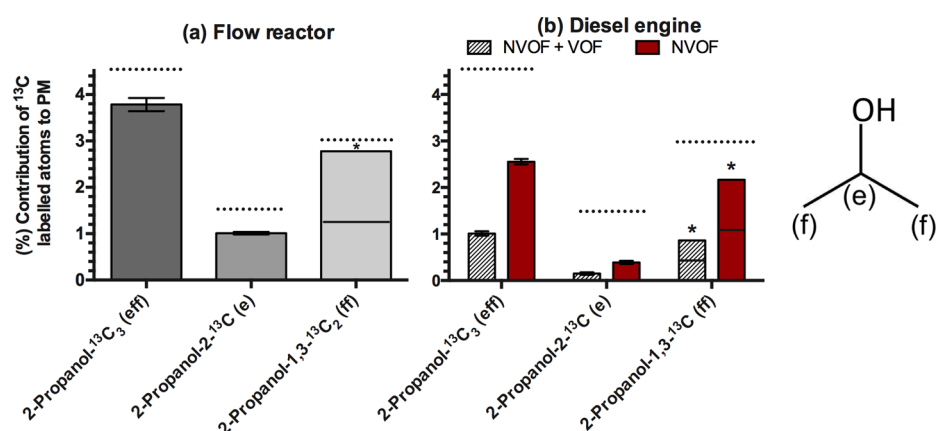 (a) Flow reactor
(%) Contribution of ¹³C
labelled atoms to PM
4
3
2
1
0
*
2-Propanol-¹³C₃ (eff)
2-Propanol-2-¹³C (e)
2-Propanol-1,3-¹³C₂ (ff)
(b) Diesel engine
NVOF + VOF
NVOF
4
3
2
1
0
*
*
2-Propanol-¹³C₃ (eff)
2-Propanol-2-¹³C (e)
2-Propanol-1,3-¹³C (ff)
OH
(e)
(f)
(f)